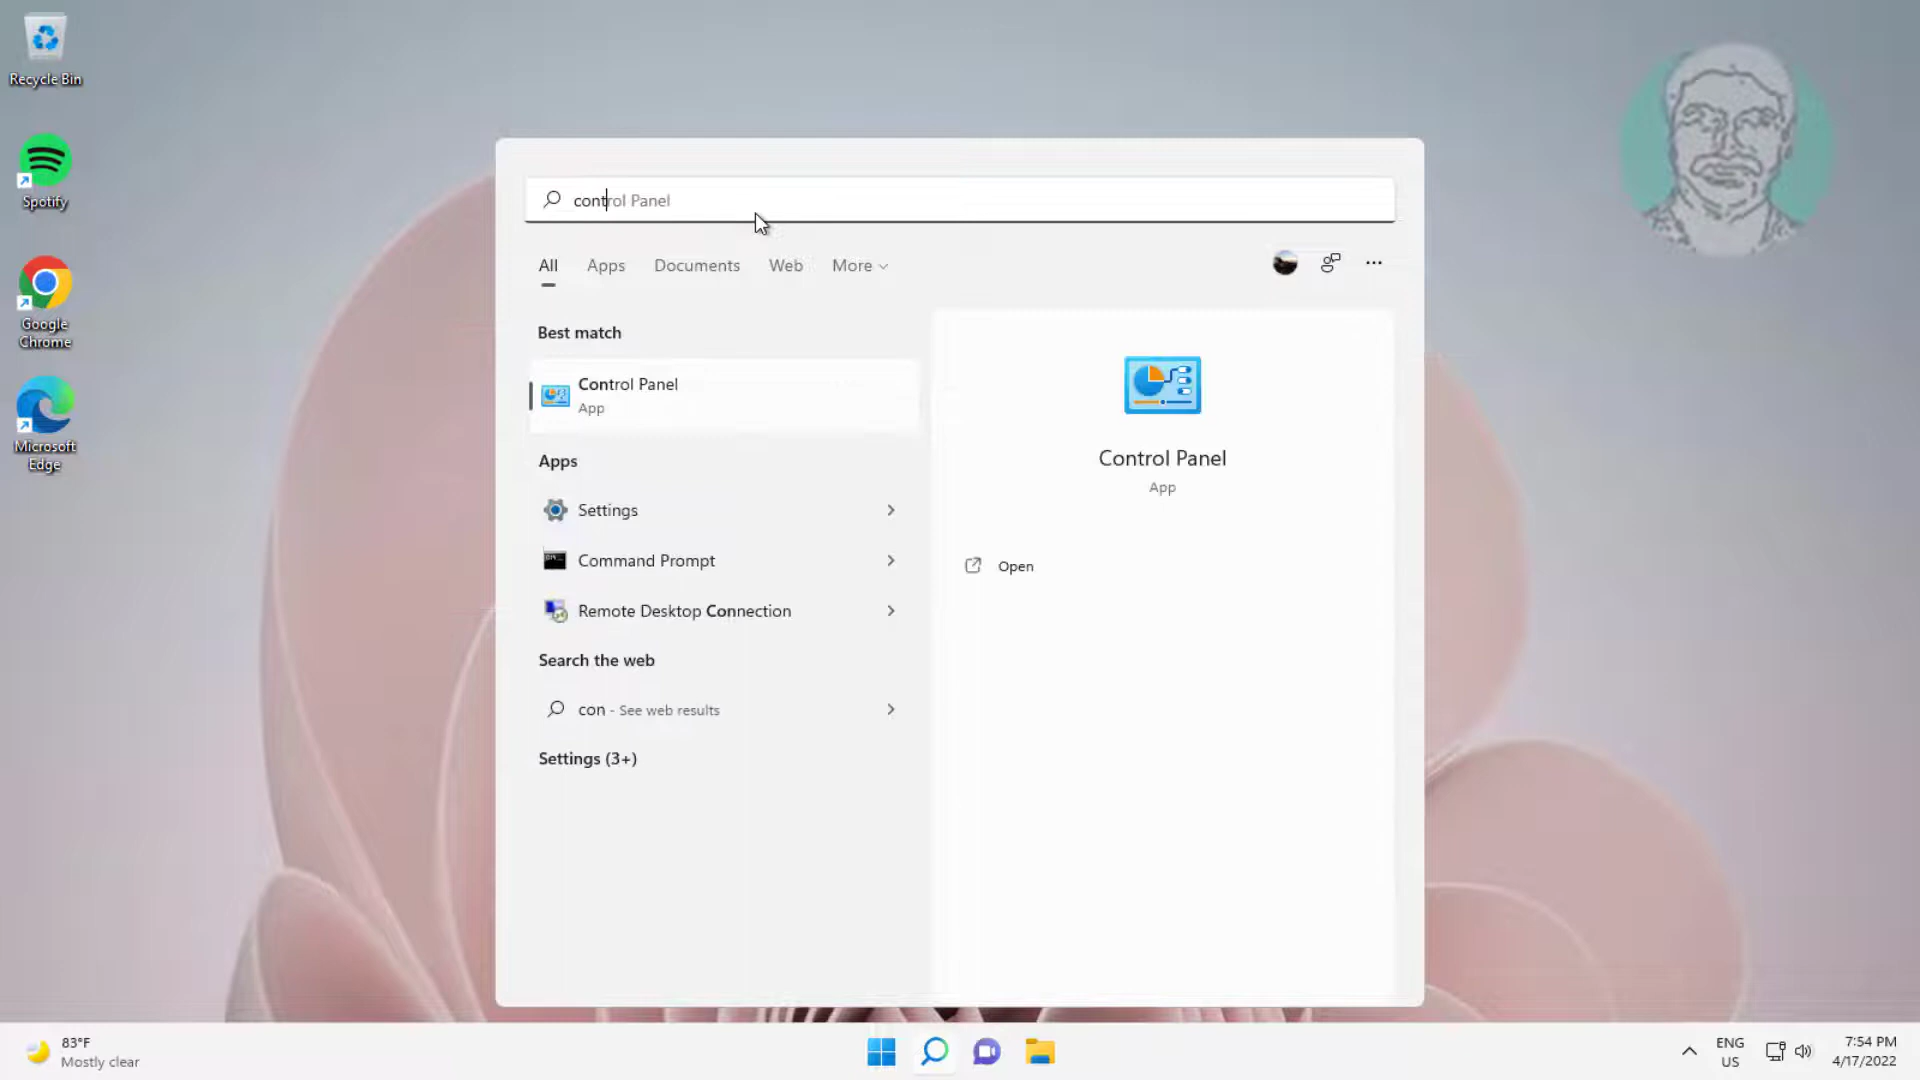 Recycle Bin
Spotify
Google
Chrome
Microsoft
Edge
control Panel
All Apps Documents Web More
Best match
Control Panel
App
Apps
Settings
Command Prompt
Remote Desktop Connection
Search the web
con - See web results
Settings (3+)
Control Panel
App
Open
83°F
Mostly clear
ENG
US
7:54 PM
4/17/2022